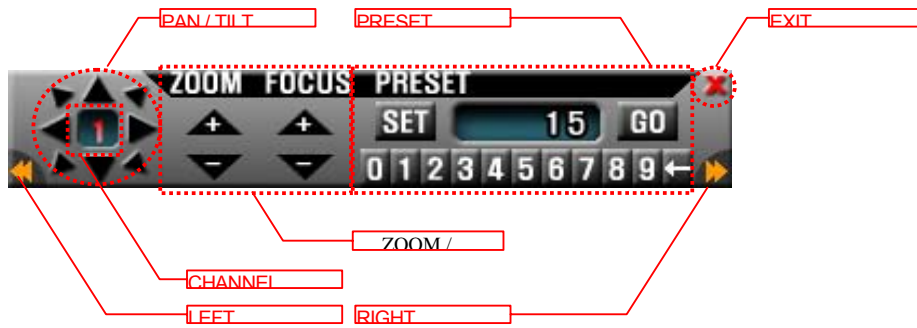 PAN / TILT PRESET EXIT
ZOOM FOCUS PRESET
SET 15 GO
1
0 1 2 3 4 5 6 7 8 9 ←
ZOOM /
CHANNEL
LEFT RIGHT